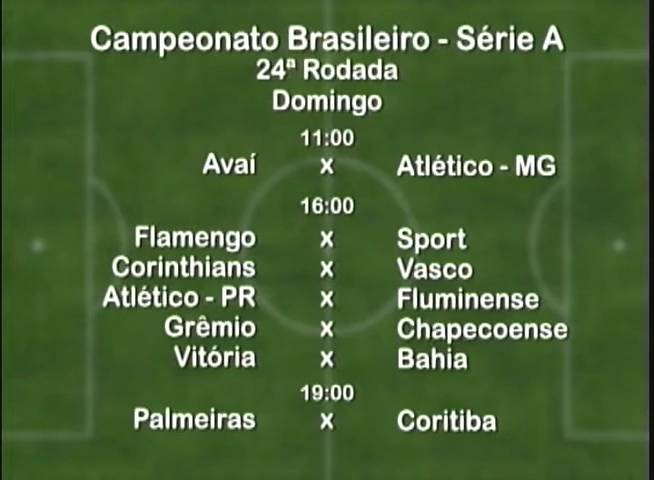 Campeonato Brasileiro - Série A
24ª Rodada
Domingo
11:00
Avaí x Atlético - MG
16:00
Flamengo x Sport
Corinthians x Vasco
Atlético - PR x Fluminense
Grêmio x Chapecoense
Vitória x Bahia
19:00
Palmeiras x Coritiba